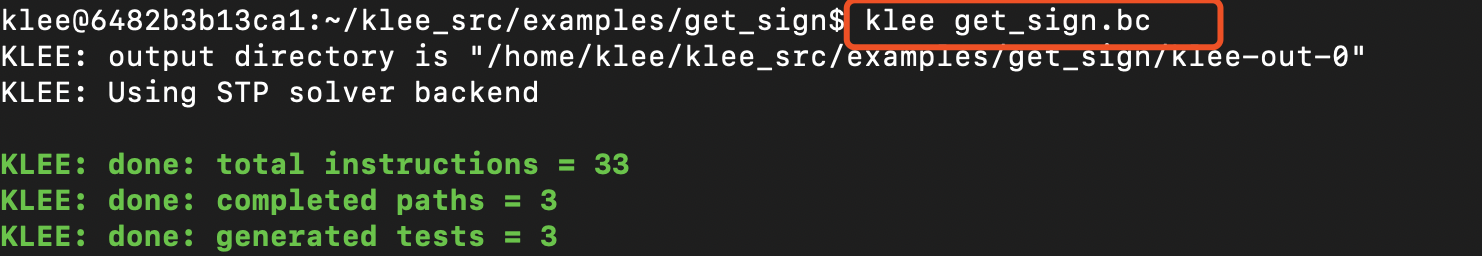 klee@6482b3b13ca1:~/klee_src/examples/get_sign$ klee get_sign.bc
KLEE: output directory is "/home/klee/klee_src/examples/get_sign/klee-out-0"
KLEE: Using STP solver backend
KLEE: done: total instructions = 33
KLEE: done: completed paths = 3
KLEE: done: generated tests = 3